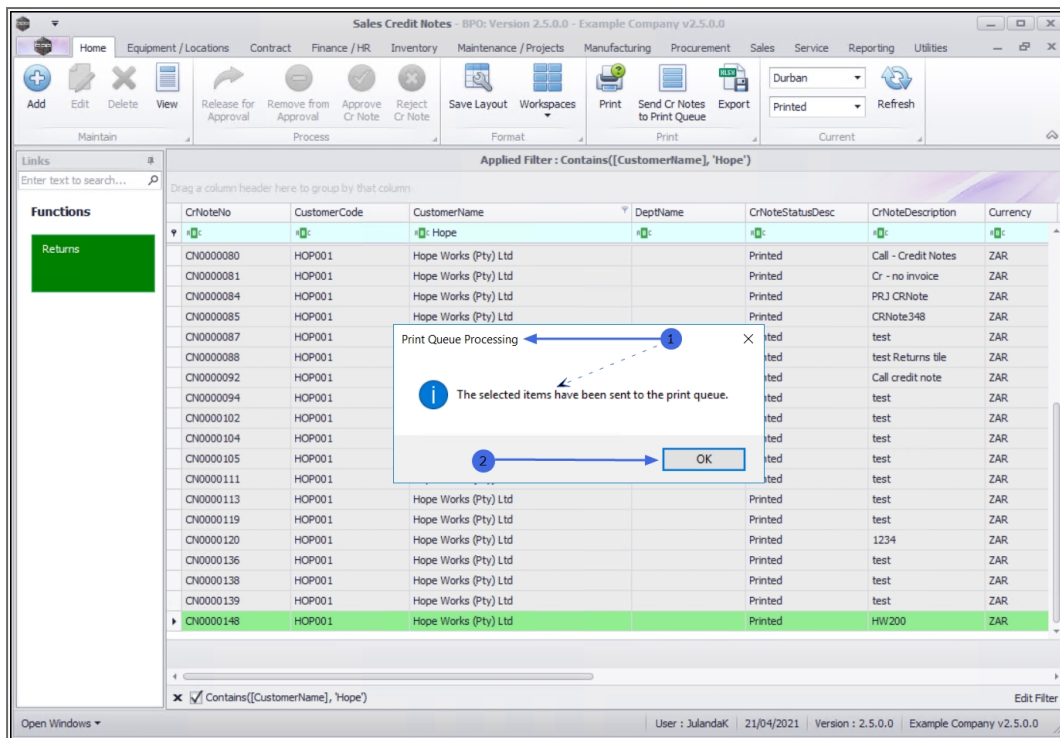 Sales Credit Notes - BPO: Version 2.5.0.0 - Example Company v2.5.0.0
Home Equipment / Locations Contract Finance / HR Inventory Maintenance / Projects Manufacturing Procurement Sales Service Reporting Utilities
Add Edit Delete View Release for Approval Remove from Approval Approve Cr Note Reject Cr Note Save Layout Workspaces Print Send Cr Notes to Print Queue XLSX Export Durban Printed Refresh
Maintain Process Format Print Current
Links Applied Filter : Contains([CustomerName], 'Hope')
Enter text to search... Drag a column header here to group by that column
Functions CrNoteNo CustomerCode CustomerName DeptName CrNoteStatusDesc CrNoteDescription Currency
Hope
Returns
CN0000080 HOP001 Hope Works (Pty) Ltd Printed Call - Credit Notes ZAR
CN0000081 HOP001 Hope Works (Pty) Ltd Printed Cr - no invoice ZAR
CN0000084 HOP001 Hope Works (Pty) Ltd Printed PRJ CRNote ZAR
CN0000085 HOP001 Hope Works (Pty) Ltd Printed CRNote348 ZAR
CN0000087 HOP001 nted test ZAR
CN0000088 HOP001 nted test Returns tile ZAR
CN0000092 HOP001 nted Call credit note ZAR
CN0000094 HOP001 nted test ZAR
CN0000102 HOP001 nted test ZAR
CN0000104 HOP001 nted test ZAR
CN0000105 HOP001 nted test ZAR
CN0000111 HOP001 nted test ZAR
Print Queue Processing 1
The selected items have been sent to the print queue.
2 OK
CN0000113 HOP001 Hope Works (Pty) Ltd Printed test ZAR
CN0000119 HOP001 Hope Works (Pty) Ltd Printed test ZAR
CN0000120 HOP001 Hope Works (Pty) Ltd Printed 1234 ZAR
CN0000136 HOP001 Hope Works (Pty) Ltd Printed test ZAR
CN0000138 HOP001 Hope Works (Pty) Ltd Printed test ZAR
CN0000139 HOP001 Hope Works (Pty) Ltd Printed test ZAR
CN0000148 HOP001 Hope Works (Pty) Ltd Printed HW200 ZAR
Contains([CustomerName], 'Hope') Edit Filter
Open Windows User : JulandaK 21/04/2021 Version : 2.5.0.0 Example Company v2.5.0.0